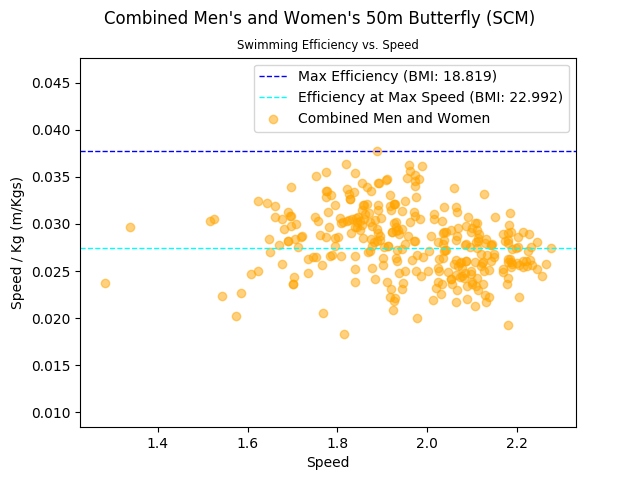 Combined Men's and Women's 50m Butterfly (SCM)
Swimming Efficiency vs. Speed
Max Efficiency (BMI: 18.819)
Efficiency at Max Speed (BMI: 22.992)
Combined Men and Women
Speed / Kg (m/Kgs)
0.045
0.040
0.035
0.030
0.025
0.020
0.015
0.010
1.4 1.6 1.8 2.0 2.2
Speed